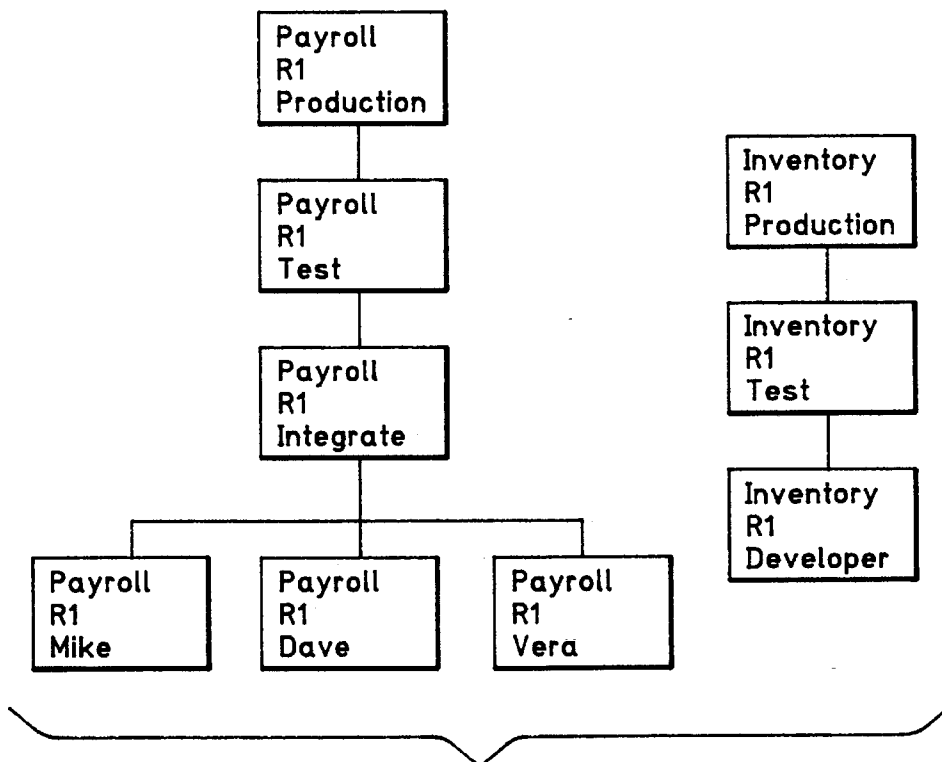 Payroll
R1
Production
Payroll
R1
Test
Payroll
R1
Integrate
Payroll
R1
Mike
Payroll
R1
Dave
Payroll
R1
Vera
Inventory
R1
Production
Inventory
R1
Test
Inventory
R1
Developer